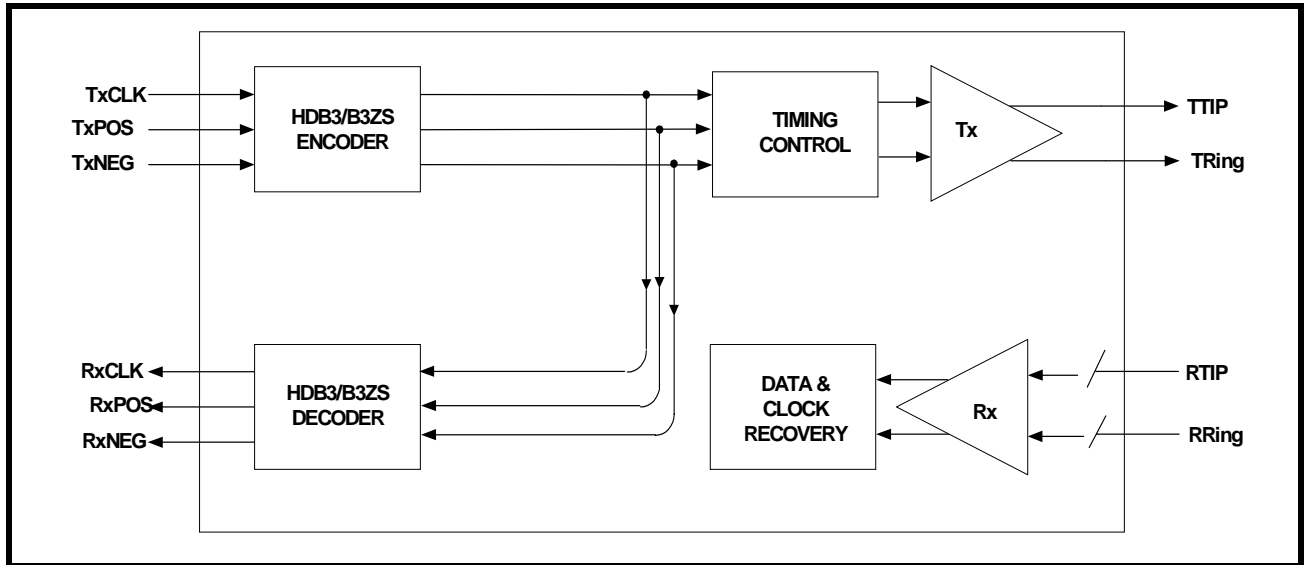 TxCLK
TxPOS
TxNEG
HDB3/B3ZS
ENCODER
TIMING
CONTROL
Tx
TTIP
TRing
RxCLK
RxPOS
RxNEG
HDB3/B3ZS
DECODER
DATA &
CLOCK
RECOVERY
Rx
RTIP
RRing